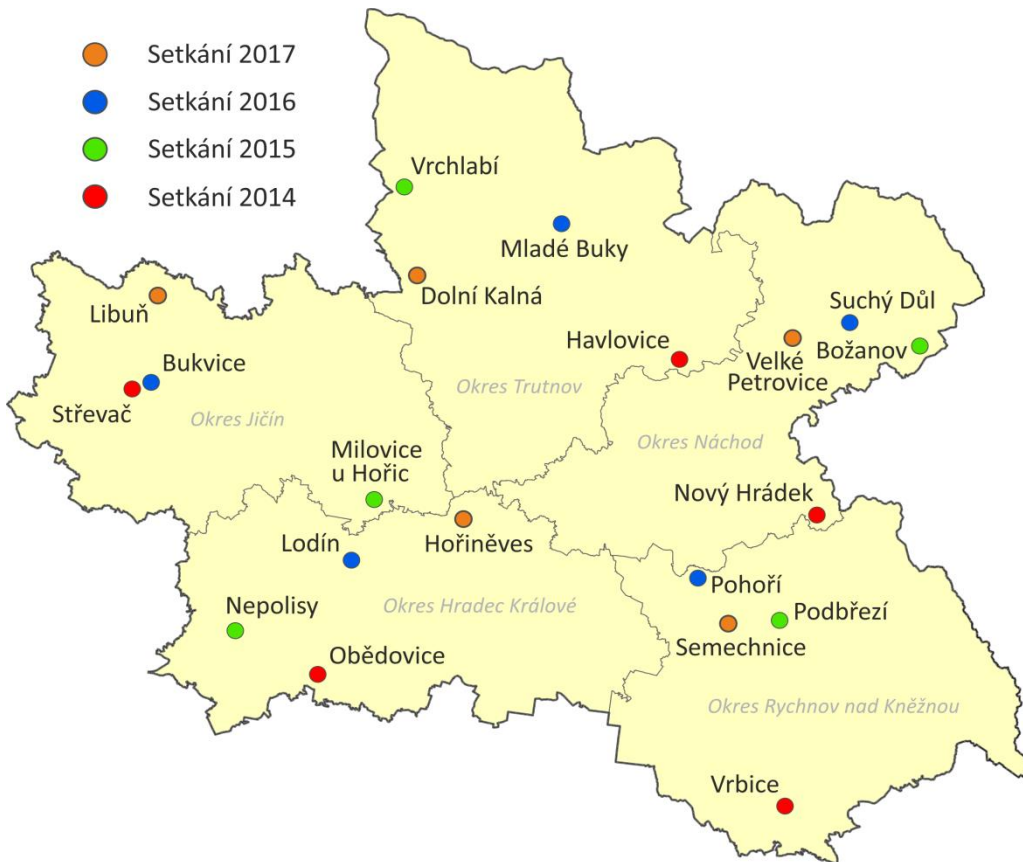 Setkání 2017
Setkání 2016
Setkání 2015
Setkání 2014
Vrchlabí
Mladé Buky
Dolní Kalná
Suchý Důl
Libuň
Havlovice
Velké
Petrovice
Božanov
Bukvice
Střevač
Okres Trutnov
Okres Jičín
Okres Náchod
Milovice
u Hořic
Nový Hrádek
Lodín
Hořiněves
Pohoří
Nepolisy
Okres Hradec Králové
Podbřezí
Semechnice
Obědovice
Okres Rychnov nad Kněžnou
Vrbice